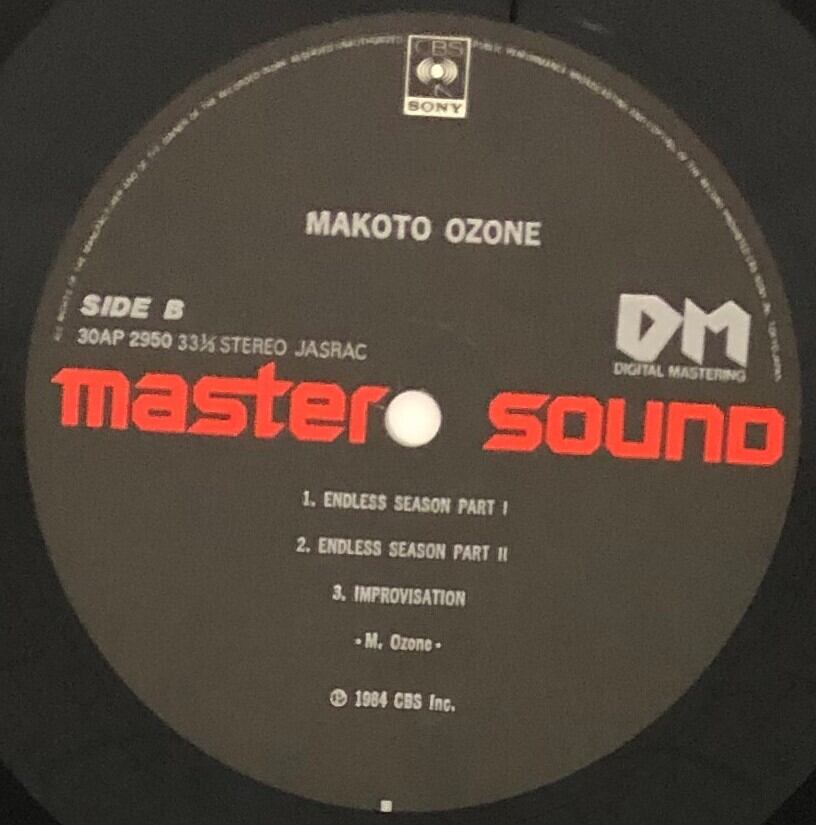 CBS
SONY
MAKOTO OZONE
SIDE B
30AP 2950 33⅓ STEREO JASRAC
DM
DIGITAL MASTERING
master sound
1. ENDLESS SEASON PART I
2. ENDLESS SEASON PART II
3. IMPROVISATION
• M. Ozone •
℗ 1984 CBS Inc.